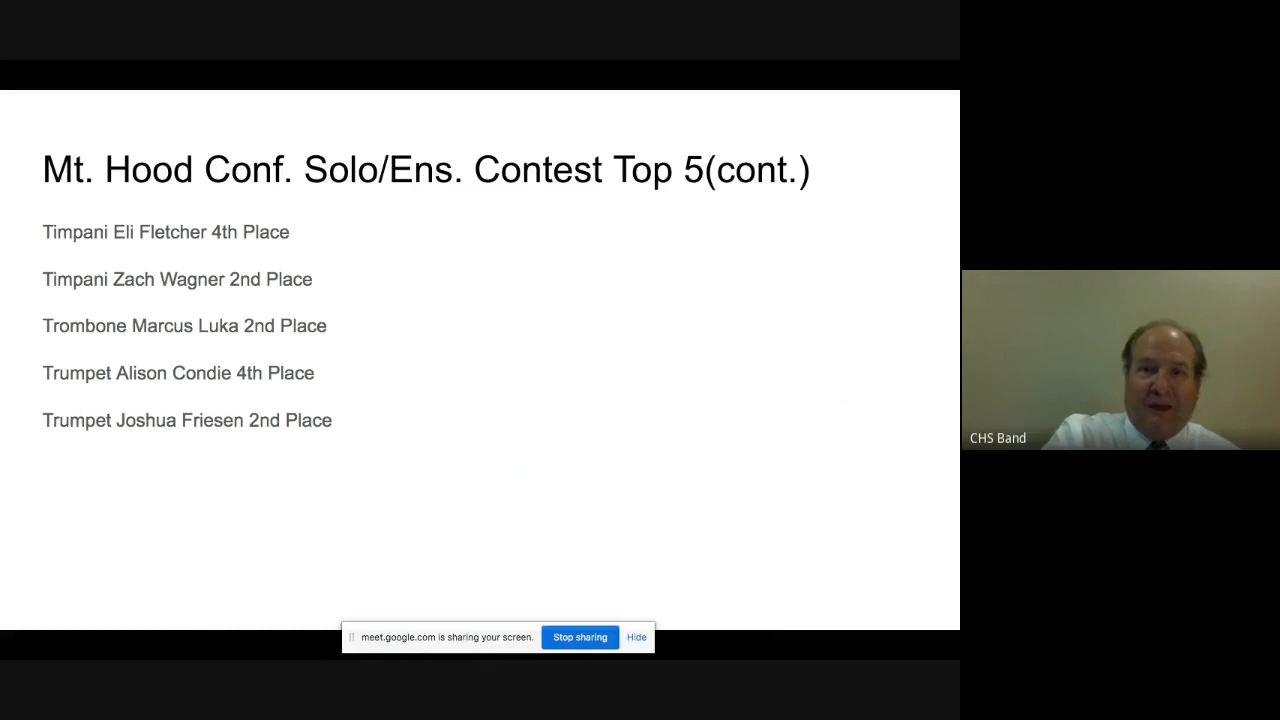 Mt. Hood Conf. Solo/Ens. Contest Top 5(cont.)
Timpani Eli Fletcher 4th Place
Timpani Zach Wagner 2nd Place
Trombone Marcus Luka 2nd Place
Trumpet Alison Condie 4th Place
Trumpet Joshua Friesen 2nd Place
CHS Band
meet.google.com is sharing your screen. Stop sharing Hide